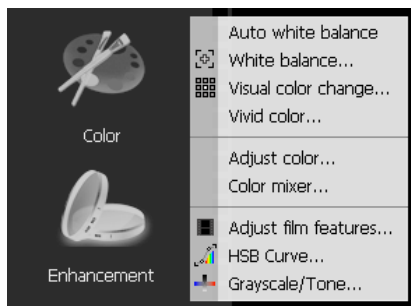 Color
Enhancement
Auto white balance
White balance...
Visual color change...
Vivid color...
Adjust color...
Color mixer...
Adjust film features...
HSB Curve...
Grayscale/Tone...